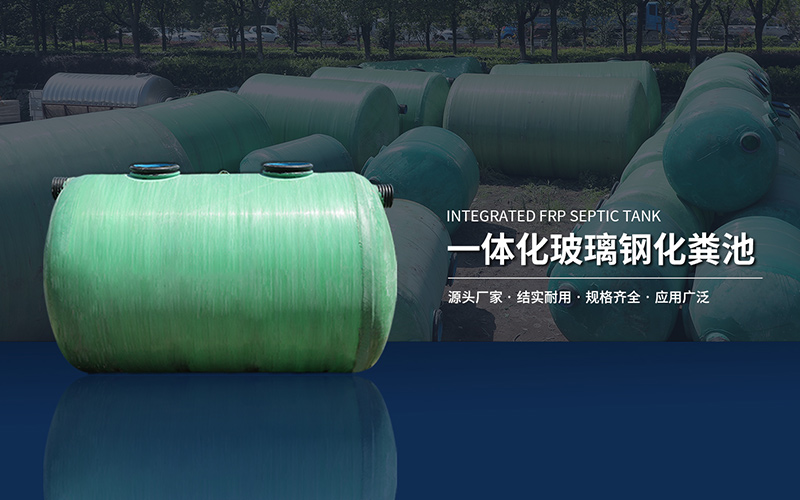 INTEGRATED FRP SEPTIC TANK
一体化玻璃钢化粪池
源头厂家 · 结实耐用 · 规格齐全 · 应用广泛